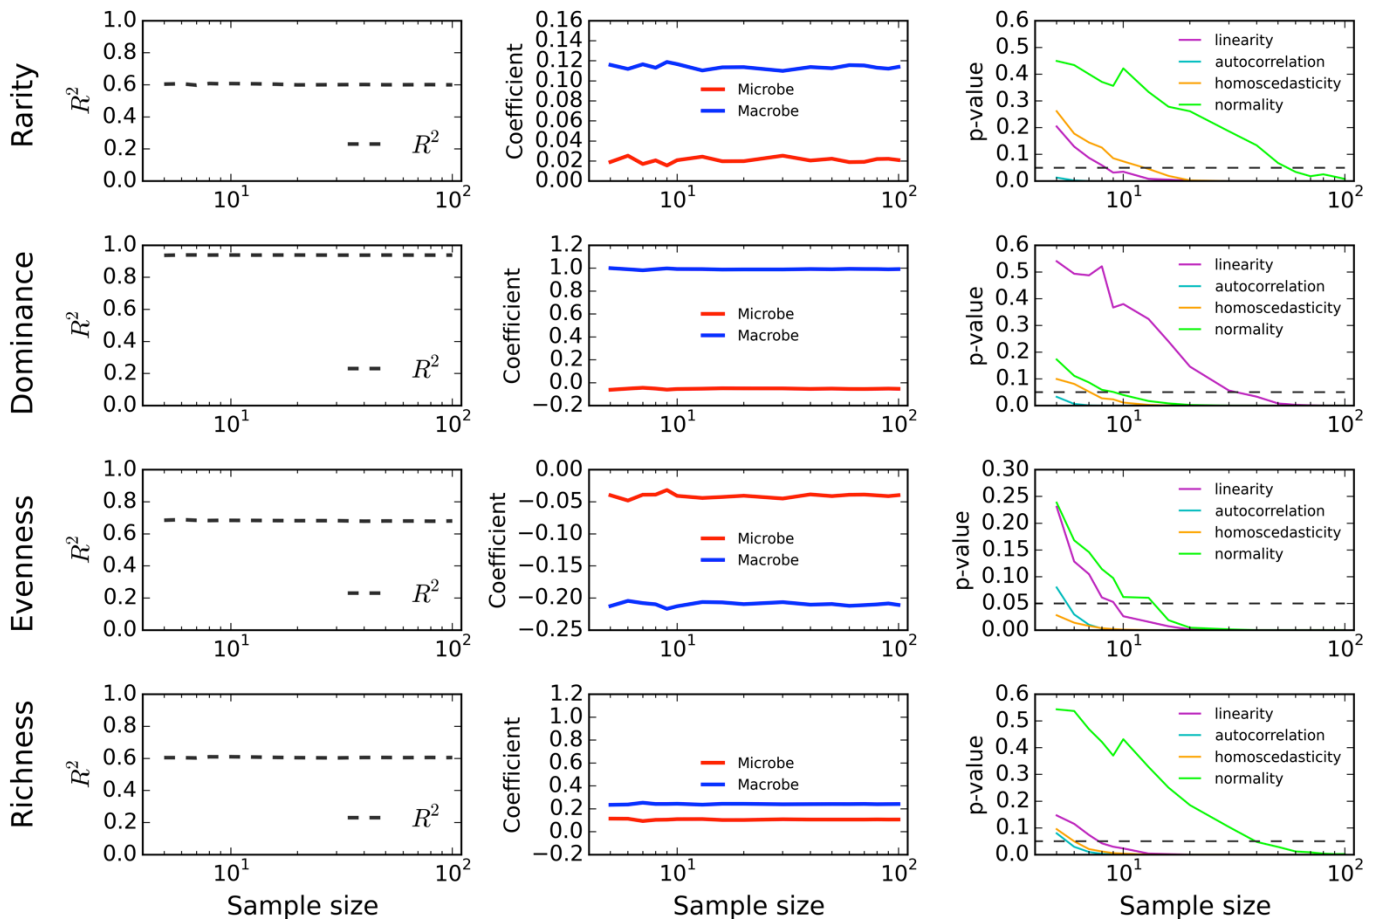 Rarity
R²
1.0
0.8
0.6
0.4
0.2
0.0
R²
10¹ 10²
Coefficient
0.16
0.14
0.12
0.10
0.08
0.06
0.04
0.02
0.00
Microbe
Macrobe
10¹ 10²
p-value
0.6
0.5
0.4
0.3
0.2
0.1
0.0
linearity
autocorrelation
homoscedasticity
normality
10¹ 10²
Dominance
R²
1.0
0.8
0.6
0.4
0.2
0.0
R²
10¹ 10²
Coefficient
1.2
1.0
0.8
0.6
0.4
0.2
0.0
−0.2
Microbe
Macrobe
10¹ 10²
p-value
0.6
0.5
0.4
0.3
0.2
0.1
0.0
linearity
autocorrelation
homoscedasticity
normality
10¹ 10²
Evenness
R²
1.0
0.8
0.6
0.4
0.2
0.0
R²
10¹ 10²
Coefficient
0.00
−0.05
−0.10
−0.15
−0.20
−0.25
Microbe
Macrobe
10¹ 10²
p-value
0.30
0.25
0.20
0.15
0.10
0.05
0.00
linearity
autocorrelation
homoscedasticity
normality
10¹ 10²
Richness
R²
1.0
0.8
0.6
0.4
0.2
0.0
R²
10¹ 10²
Sample size
Coefficient
1.2
1.0
0.8
0.6
0.4
0.2
0.0
−0.2
Microbe
Macrobe
10¹ 10²
Sample size
p-value
0.6
0.5
0.4
0.3
0.2
0.1
0.0
linearity
autocorrelation
homoscedasticity
normality
10¹ 10²
Sample size